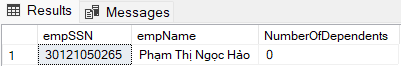 Results Messages
empSSN empName NumberOfDependents
1 30121050265 Phạm Thị Ngọc Hảo 0